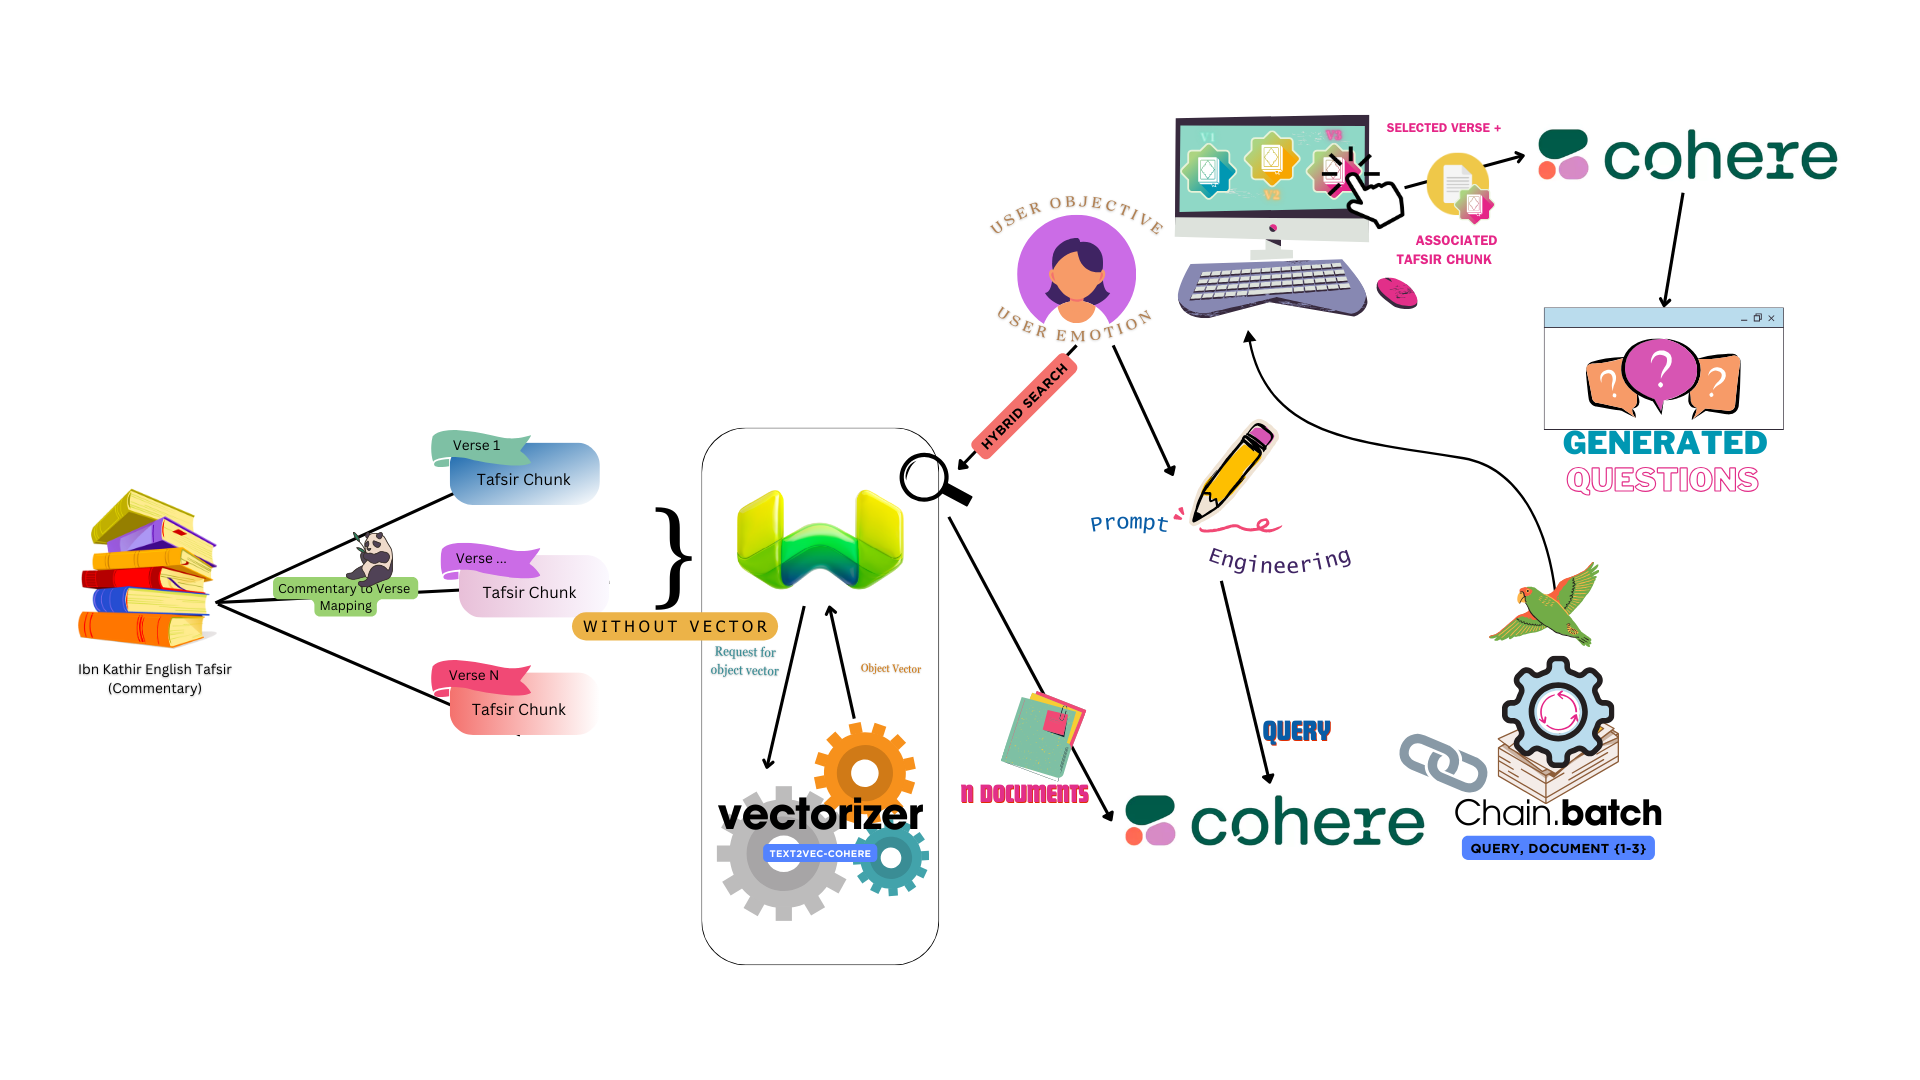 Ibn Kathir English Tafsir
(Commentary)
Commentary to Verse
Mapping
Verse 1
Tafsir Chunk
Verse ...
Tafsir Chunk
Verse N
Tafsir Chunk
}
WITHOUT VECTOR
Request for
object vector
Object Vector
vectorizer
TEXT2VEC-COHERE
USER OBJECTIVE
USER EMOTION
HYBRID SEARCH
Prompt
Engineering
N DOCUMENTS
QUERY
cohere
Chain.batch
QUERY, DOCUMENT {1-3}
V1
V2
V3
SELECTED VERSE +
ASSOCIATED
TAFSIR CHUNK
cohere
? ? ?
GENERATED
QUESTIONS